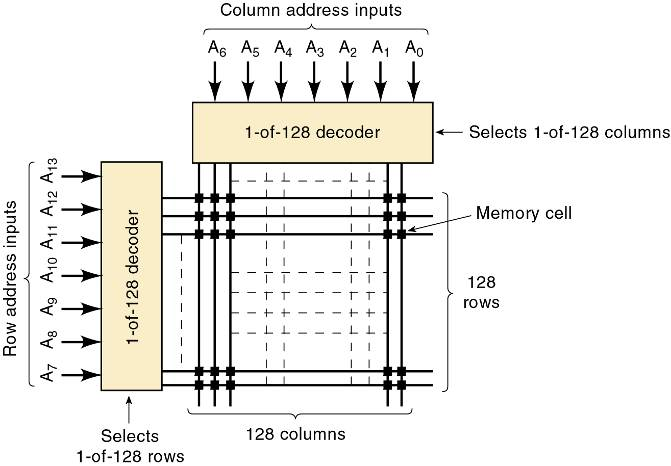 Column address inputs
A6 A5 A4 A3 A2 A1 A0
1-of-128 decoder
Selects 1-of-128 columns
Row address inputs
A13
A12
A11
A10
A9
A8
A7
1-of-128 decoder
Memory cell
128
rows
128 columns
Selects
1-of-128 rows